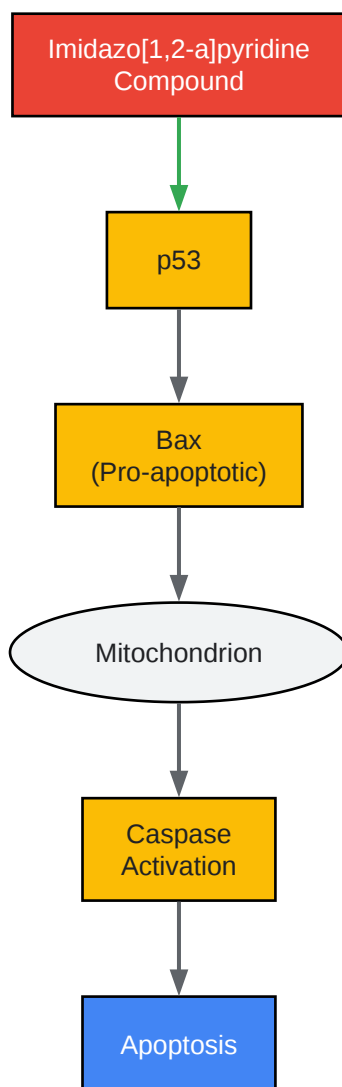 Imidazo[1,2-a]pyridine
Compound
p53
Bax
(Pro-apoptotic)
Mitochondrion
Caspase
Activation
Apoptosis